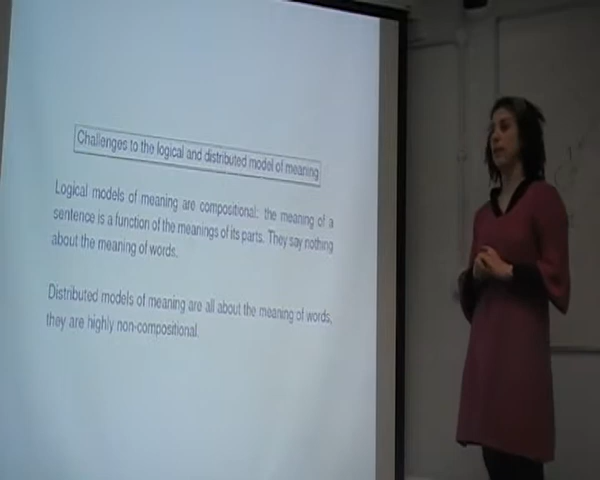 Challenges to the logical and distributed model of meaning
Logical models of meaning are compositional: the meaning of a
sentence is a function of the meanings of its parts. They say nothing
about the meaning of words.
Distributed models of meaning are all about the meaning of words,
they are highly non-compositional.